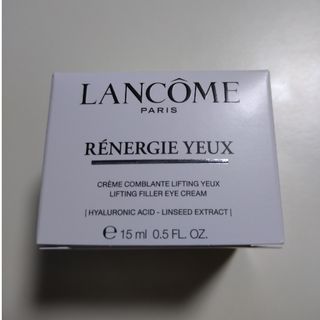 LANCÔME
PARIS
RÉNERGIE YEUX
CRÈME COMBLANTE LIFTING YEUX
LIFTING FILLER EYE CREAM
| HYALURONIC ACID - LINSEED EXTRACT |
℮ 15 ml 0.5 FL. OZ.